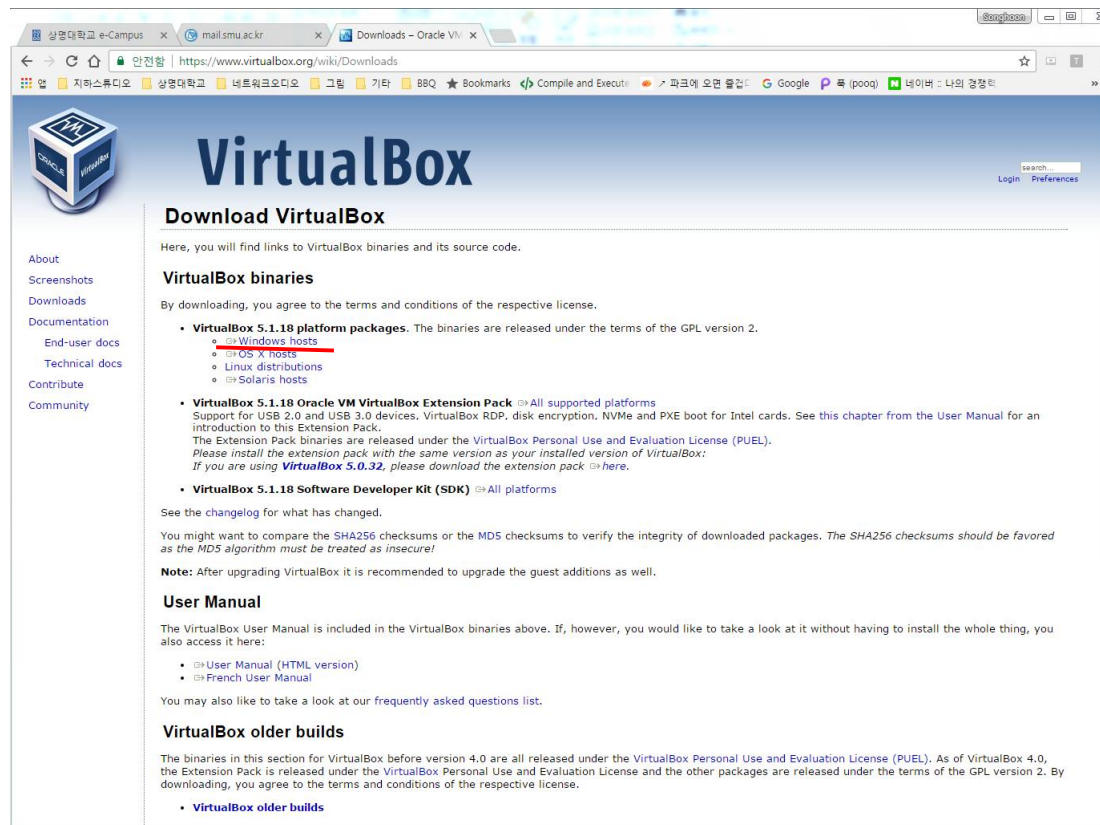 Songhoon
상명대학교 e-Campus
mail.smu.ac.kr
Downloads – Oracle VM
안전함 | https://www.virtualbox.org/wiki/Downloads
앱 지하스튜디오 상명대학교 네트워크오디오 그림 기타 BBQ Bookmarks Compile and Execute 파크에 오면 즐겁 Google 푹 (pooq) 네이버 :: 나의 경쟁력 »
ORACLE VirtualBox
VirtualBox
search...
Login Preferences
Download VirtualBox
Here, you will find links to VirtualBox binaries and its source code.
About
Screenshots
Downloads
Documentation
End-user docs
Technical docs
Contribute
Community
VirtualBox binaries
By downloading, you agree to the terms and conditions of the respective license.
• VirtualBox 5.1.18 platform packages. The binaries are released under the terms of the GPL version 2.
Windows hosts
OS X hosts
Linux distributions
Solaris hosts
• VirtualBox 5.1.18 Oracle VM VirtualBox Extension Pack All supported platforms
Support for USB 2.0 and USB 3.0 devices, VirtualBox RDP, disk encryption, NVMe and PXE boot for Intel cards. See this chapter from the User Manual for an
introduction to this Extension Pack.
The Extension Pack binaries are released under the VirtualBox Personal Use and Evaluation License (PUEL).
Please install the extension pack with the same version as your installed version of VirtualBox:
If you are using VirtualBox 5.0.32, please download the extension pack here.
• VirtualBox 5.1.18 Software Developer Kit (SDK) All platforms
See the changelog for what has changed.
You might want to compare the SHA256 checksums or the MD5 checksums to verify the integrity of downloaded packages. The SHA256 checksums should be favored
as the MD5 algorithm must be treated as insecure!
Note: After upgrading VirtualBox it is recommended to upgrade the guest additions as well.
User Manual
The VirtualBox User Manual is included in the VirtualBox binaries above. If, however, you would like to take a look at it without having to install the whole thing, you
also access it here:
• User Manual (HTML version)
• French User Manual
You may also like to take a look at our frequently asked questions list.
VirtualBox older builds
The binaries in this section for VirtualBox before version 4.0 are all released under the VirtualBox Personal Use and Evaluation License (PUEL). As of VirtualBox 4.0,
the Extension Pack is released under the VirtualBox Personal Use and Evaluation License and the other packages are released under the terms of the GPL version 2. By
downloading, you agree to the terms and conditions of the respective license.
• VirtualBox older builds